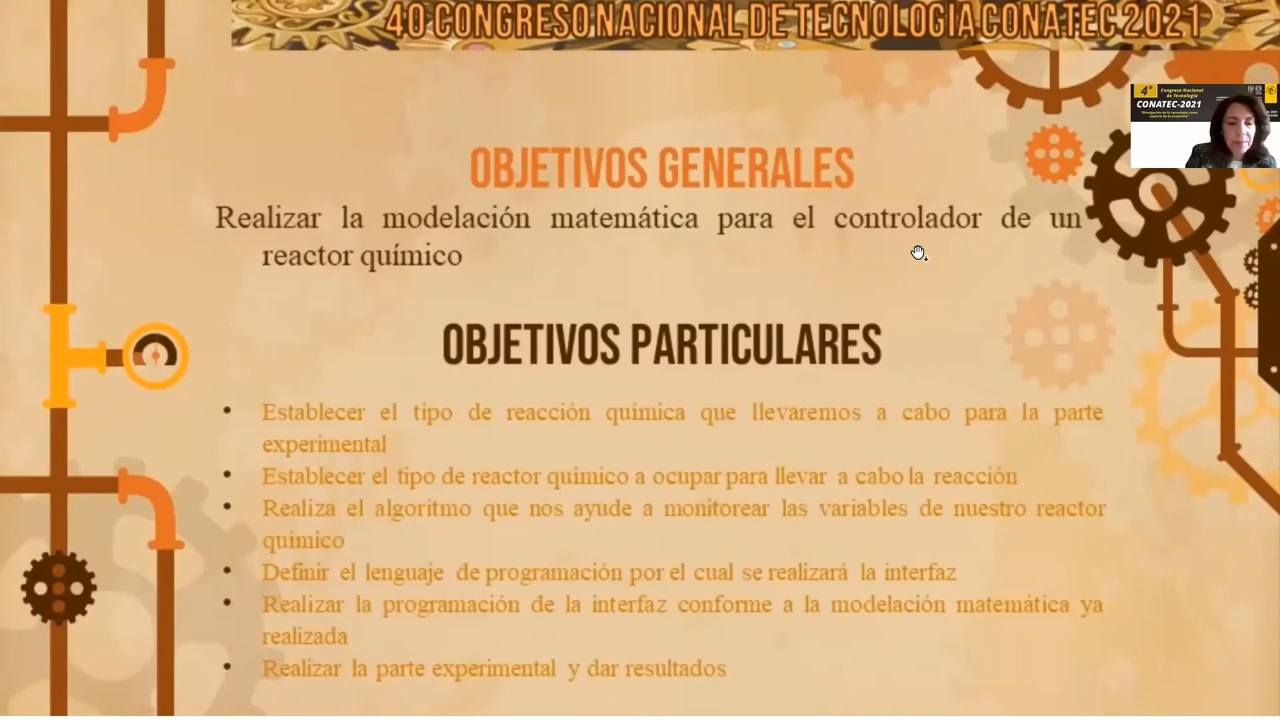 4O CONGRESO NACIONAL DE TECNOLOGÍA CONATEC 2021
4° Congreso Nacional
de Tecnología
CONATEC-2021
OBJETIVOS GENERALES
Realizar la modelación matemática para el controlador de un
reactor químico
OBJETIVOS PARTICULARES
• Establecer el tipo de reacción química que llevaremos a cabo para la parte
experimental
• Establecer el tipo de reactor químico a ocupar para llevar a cabo la reacción
• Realiza el algoritmo que nos ayude a monitorear las variables de nuestro reactor
químico
• Definir el lenguaje de programación por el cual se realizará la interfaz
• Realizar la programación de la interfaz conforme a la modelación matemática ya
realizada
• Realizar la parte experimental y dar resultados